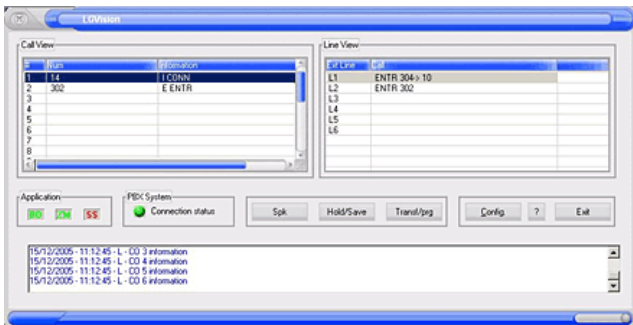 LGVision
Call View
# Num Information
1 14 I CONN
2 302 E ENTR
3
4
5
6
7
8
Line View
Ext Line Call
L1 ENTR 304-> 10
L2 ENTR 302
L3
L4
L5
L6
Application
BO CM SS
PBX System
Connection status
Spk
Hold/Save
Transf/prg
Config.
?
Exit
15/12/2005 - 11:12:45 - L - CO 3 information
15/12/2005 - 11:12:45 - L - CO 4 information
15/12/2005 - 11:12:45 - L - CO 5 information
15/12/2005 - 11:12:45 - L - CO 6 information